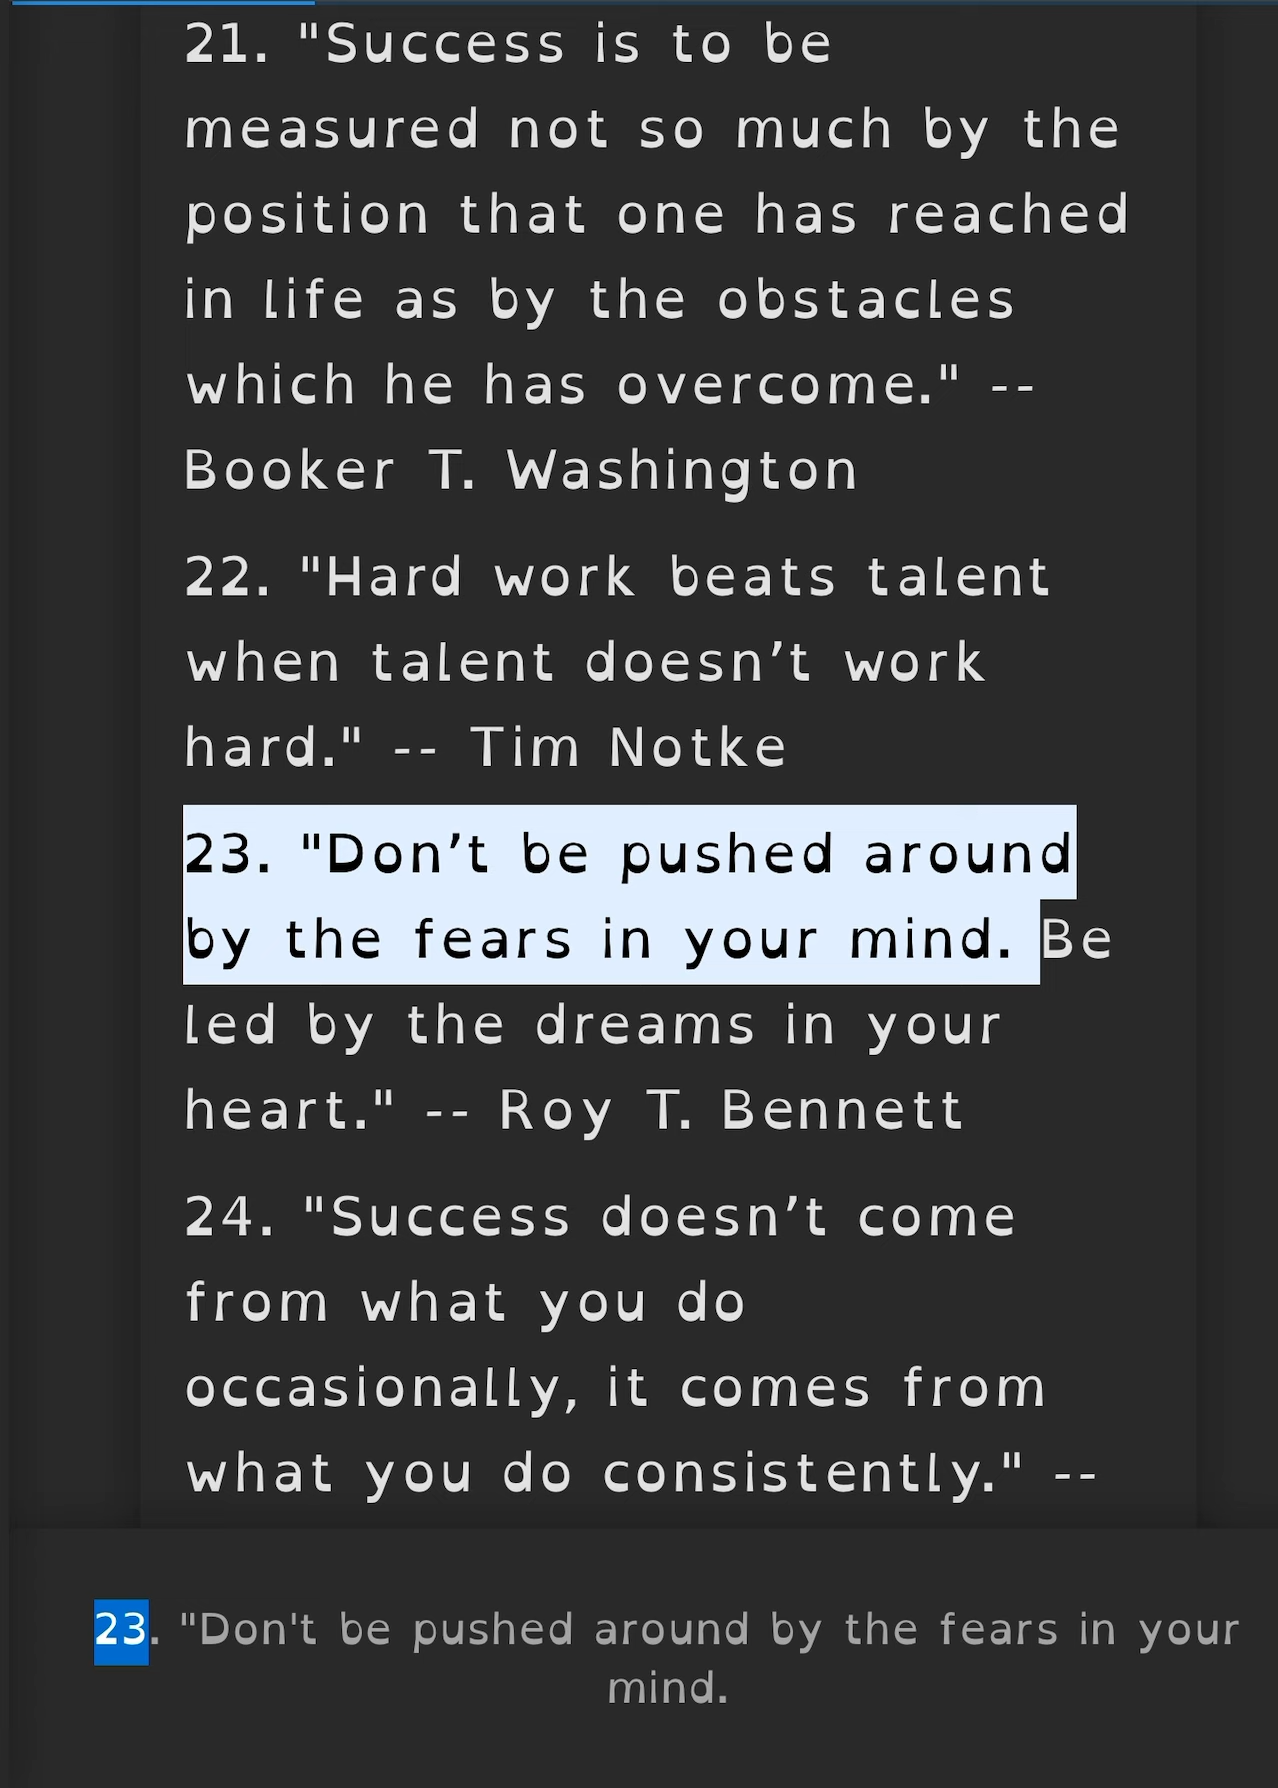 21. "Success is to be
measured not so much by the
position that one has reached
in life as by the obstacles
which he has overcome." --
Booker T. Washington
22. "Hard work beats talent
when talent doesn’t work
hard." -- Tim Notke
23. "Don’t be pushed around
by the fears in your mind. Be
led by the dreams in your
heart." -- Roy T. Bennett
24. "Success doesn’t come
from what you do
occasionally, it comes from
what you do consistently." --
23. "Don't be pushed around by the fears in your
mind.